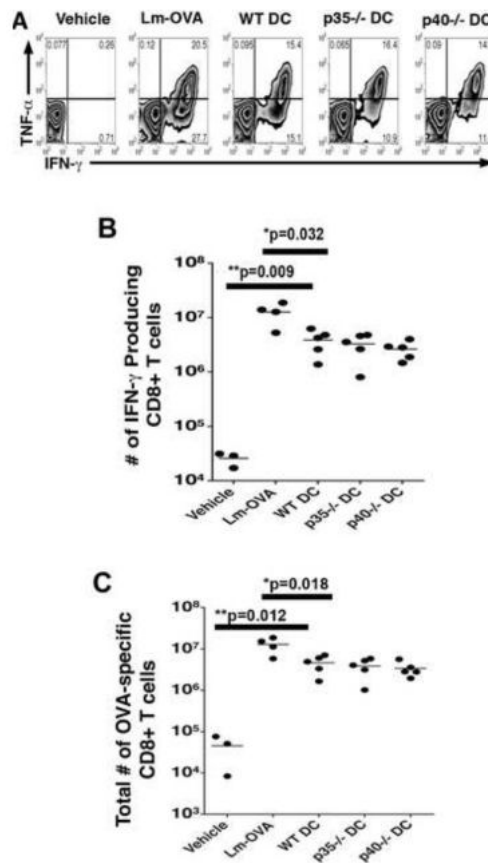 A Vehicle Lm-OVA WT DC p35-/- DC p40-/- DC
0.077 0.26 0.12 20.5 0.095 15.4 0.065 16.4 0.09
TNF-α
0.71 27.7 15.1 10.9
IFN-γ
B
*p=0.032
**p=0.009
# of IFN-γ Producing
CD8+ T cells
10⁸
10⁷
10⁶
10⁵
10⁴
Vehicle
Lm-OVA
WT DC
p35-/- DC
p40-/- DC
C
*p=0.018
**p=0.012
Total # of OVA-specific
CD8+ T cells
10⁸
10⁷
10⁶
10⁵
10⁴
10³
Vehicle
Lm-OVA
WT DC
p35-/- DC
p40-/- DC